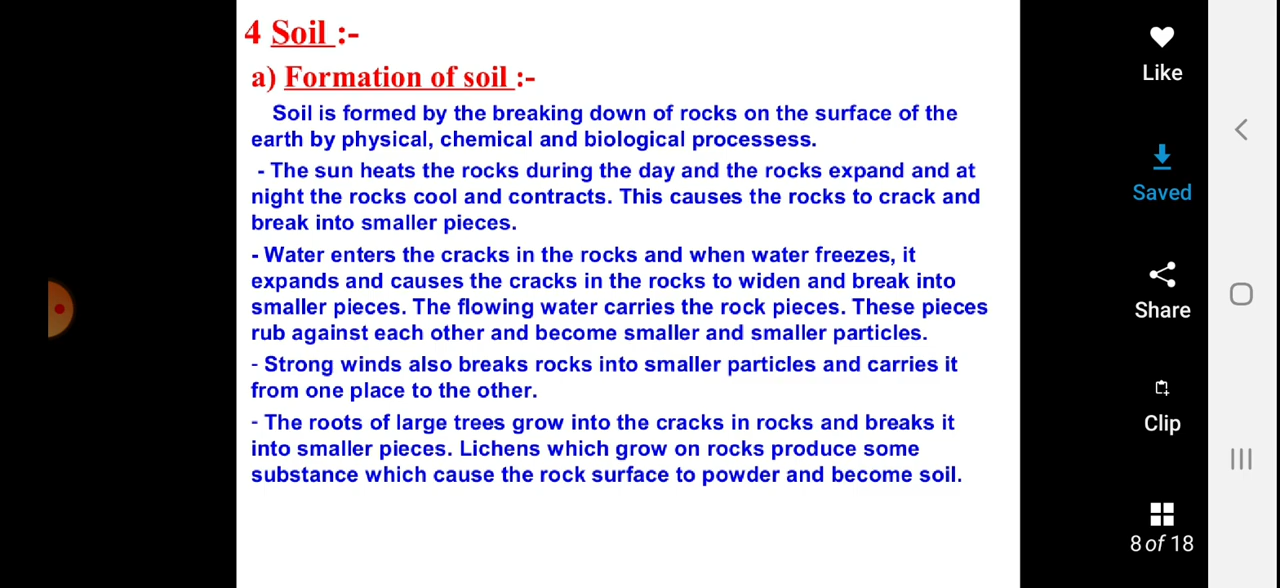 4 Soil :-
a) Formation of soil :-
Soil is formed by the breaking down of rocks on the surface of the
earth by physical, chemical and biological processess.
- The sun heats the rocks during the day and the rocks expand and at
night the rocks cool and contracts. This causes the rocks to crack and
break into smaller pieces.
- Water enters the cracks in the rocks and when water freezes, it
expands and causes the cracks in the rocks to widen and break into
smaller pieces. The flowing water carries the rock pieces. These pieces
rub against each other and become smaller and smaller particles.
- Strong winds also breaks rocks into smaller particles and carries it
from one place to the other.
- The roots of large trees grow into the cracks in rocks and breaks it
into smaller pieces. Lichens which grow on rocks produce some
substance which cause the rock surface to powder and become soil.
Like
Saved
Share
Clip
8 of 18